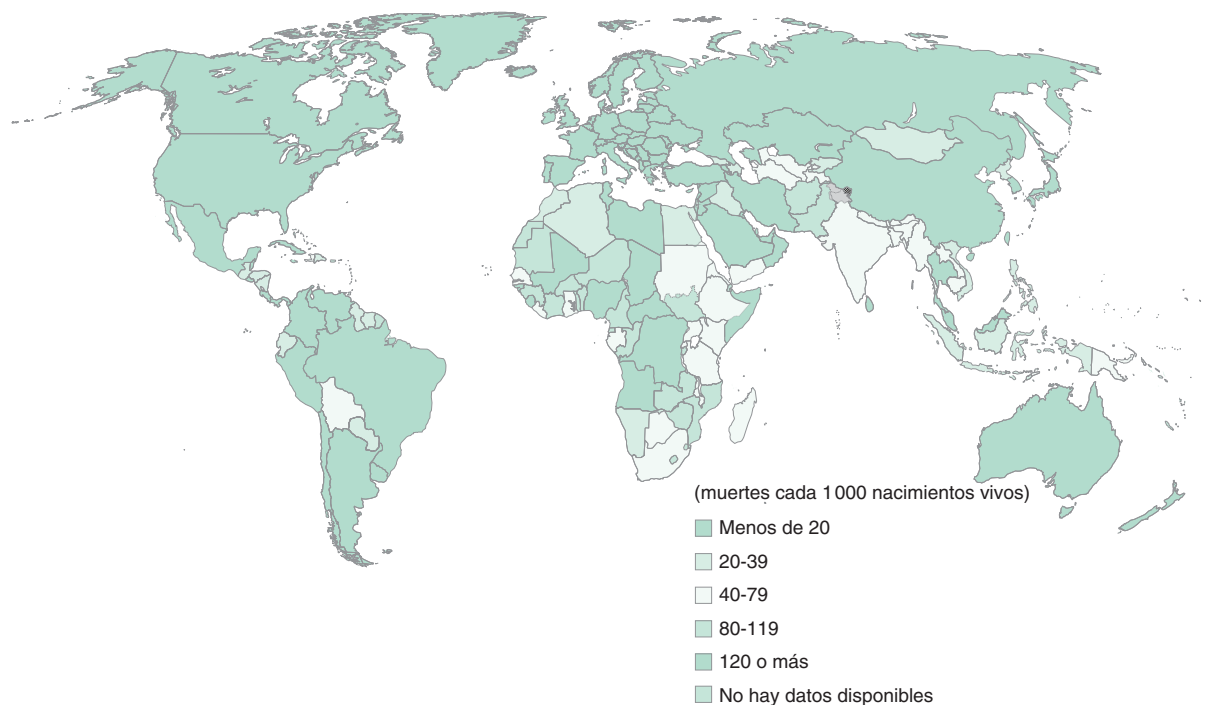 (muertes cada 1 000 nacimientos vivos)
Menos de 20
20-39
40-79
80-119
120 o más
No hay datos disponibles